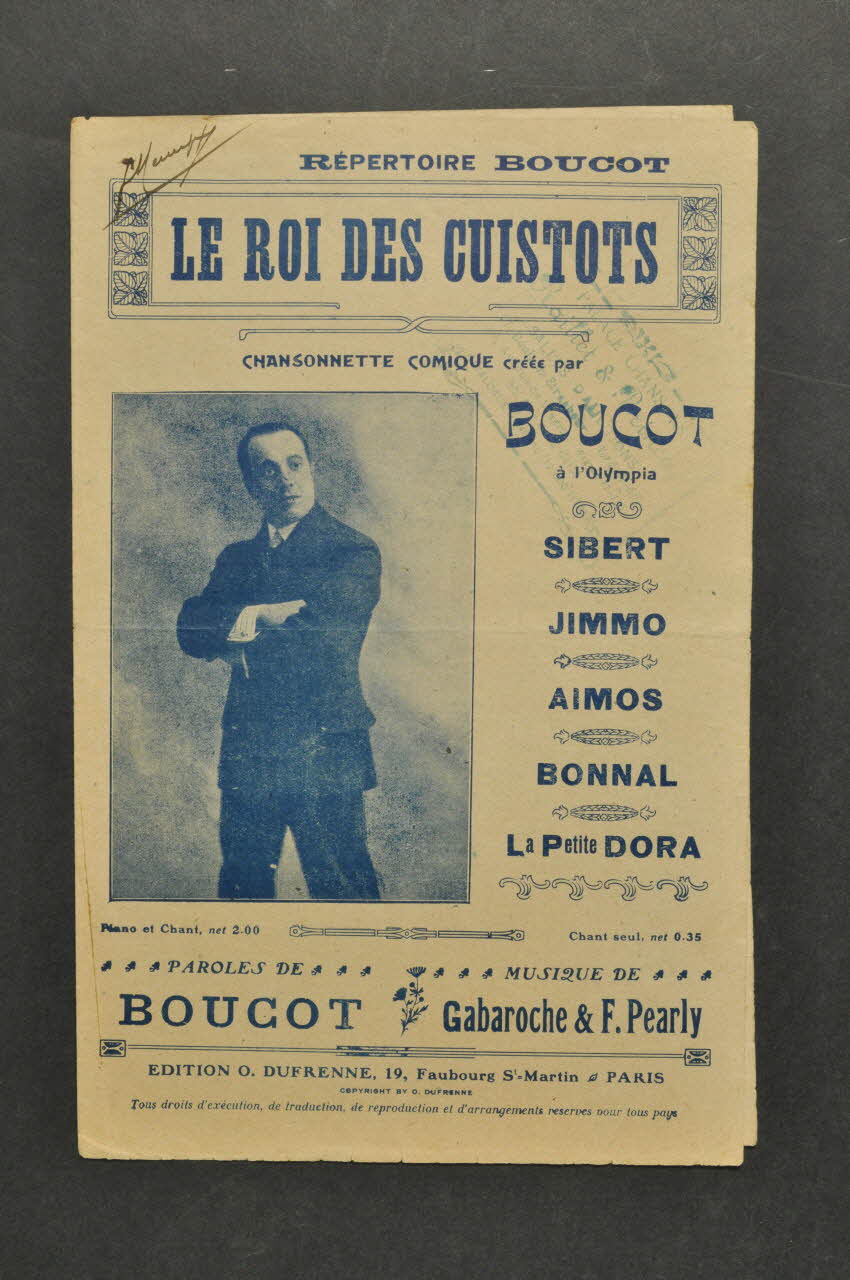 RÉPERTOIRE BOUCOT
LE ROI DES CUISTOTS
CHANSONNETTE COMIQUE créée par
BOUCOT
à l'Olympia
SIBERT
JIMMO
AIMOS
BONNAL
La Petite DORA
Piano et Chant, net 2.00
Chant seul, net 0.35
PAROLES DE
BOUCOT
MUSIQUE DE
Gabaroche & F. Pearly
EDITION O. DUFRENNE, 19, Faubourg St-Martin PARIS
COPYRIGHT BY O. DUFRENNE
Tous droits d'exécution, de traduction, de reproduction et d'arrangements reserves pour tous pays